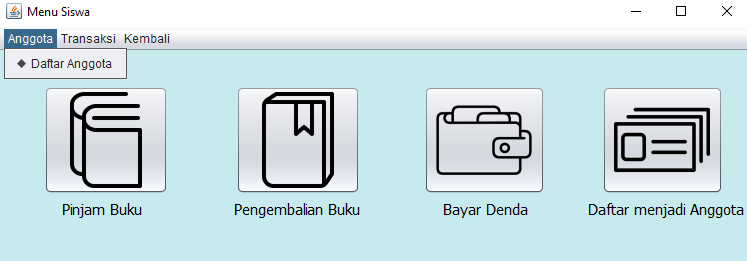 Menu Siswa
Anggota Transaksi Kembali
Daftar Anggota
Pinjam Buku Pengembalian Buku Bayar Denda Daftar menjadi Anggota